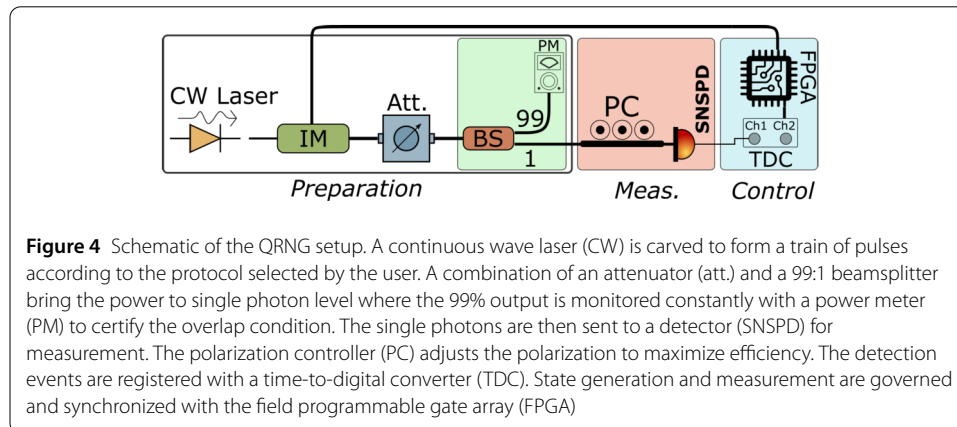 PM
CW Laser
Att.
99
IM
BS
1
PC
SNSPD
FPGA
Ch1 Ch2
TDC
Preparation
Meas.
Control
Figure 4 Schematic of the QRNG setup. A continuous wave laser (CW) is carved to form a train of pulses
according to the protocol selected by the user. A combination of an attenuator (att.) and a 99:1 beamsplitter
bring the power to single photon level where the 99% output is monitored constantly with a power meter
(PM) to certify the overlap condition. The single photons are then sent to a detector (SNSPD) for
measurement. The polarization controller (PC) adjusts the polarization to maximize efficiency. The detection
events are registered with a time-to-digital converter (TDC). State generation and measurement are governed
and synchronized with the field programmable gate array (FPGA)